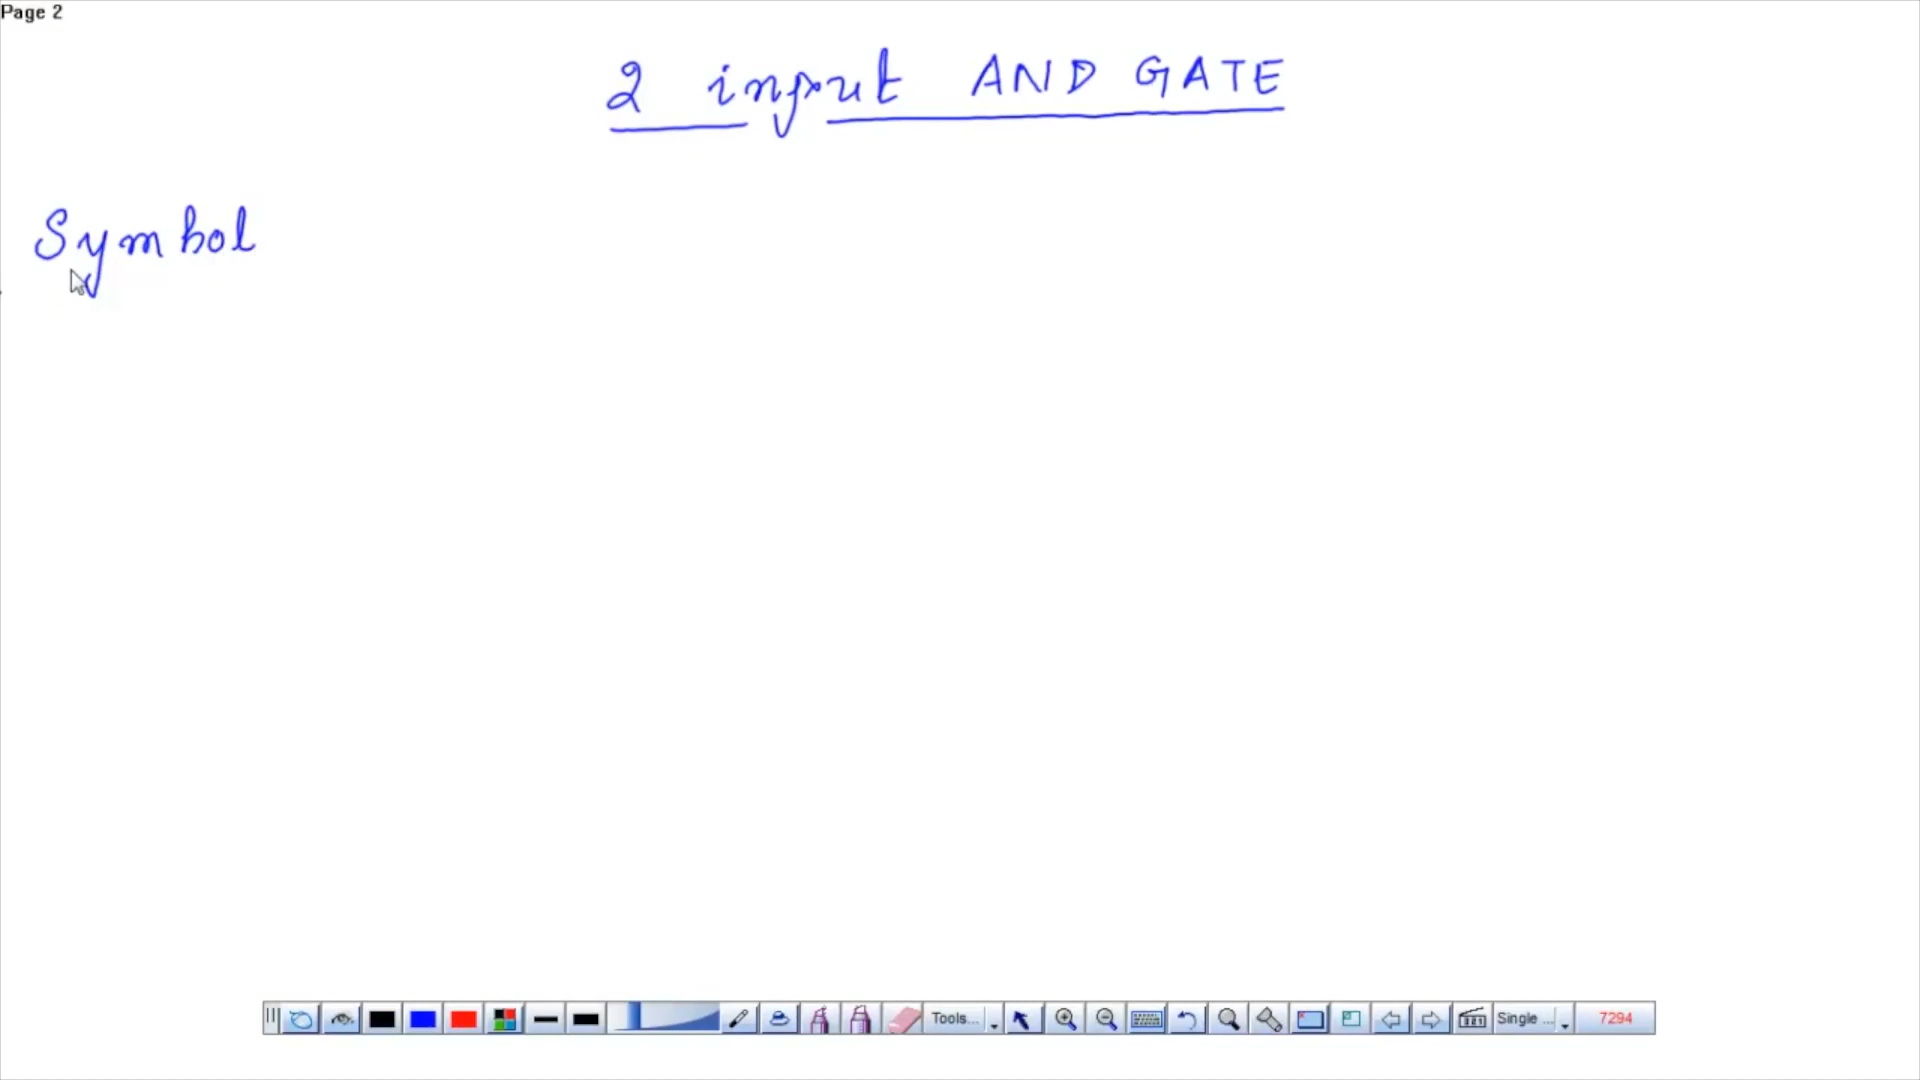 Page 2
2 input AND GATE
Symbol
Tools... Single ... 7294